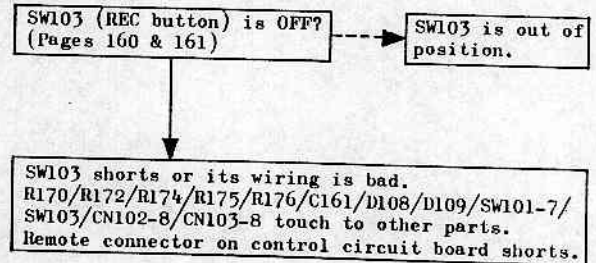 SW103 (REC button) is OFF?
(Pages 160 & 161)
SW103 is out of
position.
SW103 shorts or its wiring is bad.
R170/R172/R174/R175/R176/C161/D108/D109/SW101-7/
SW103/CN102-8/CN103-8 touch to other parts.
Remote connector on control circuit board shorts.